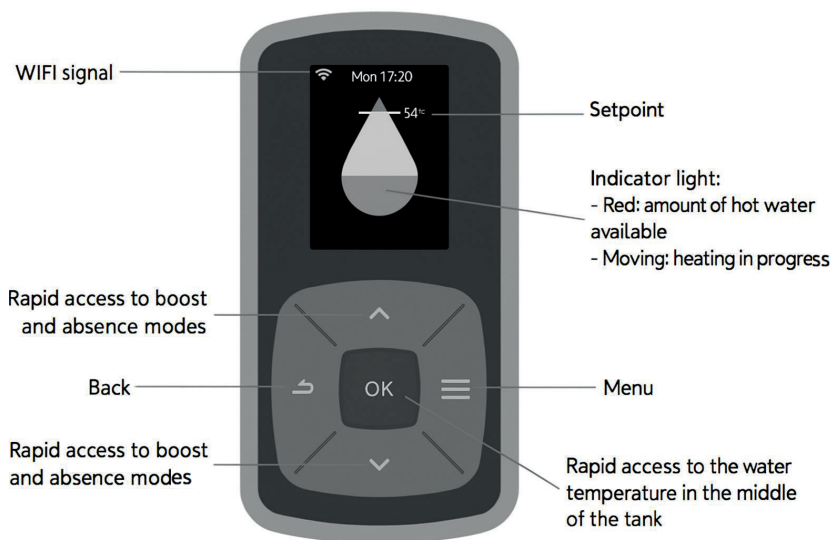 WIFI signal
Mon 17:20
54°C
Setpoint
Indicator light:
- Red: amount of hot water
available
- Moving: heating in progress
Rapid access to boost
and absence modes
Back
OK
Menu
Rapid access to boost
and absence modes
Rapid access to the water
temperature in the middle
of the tank